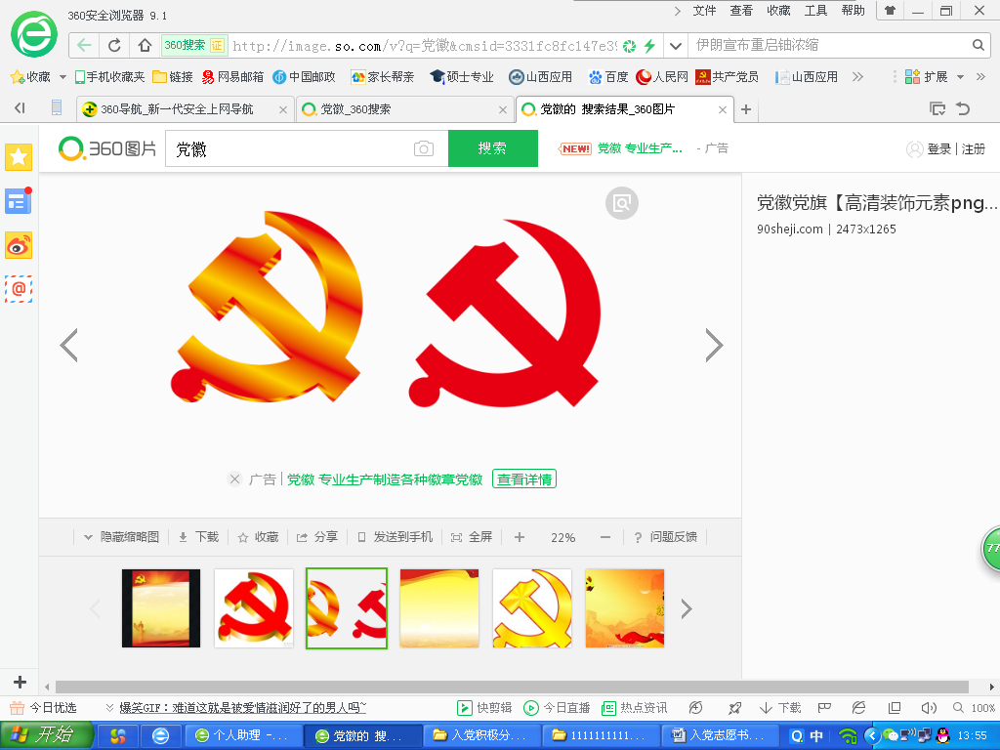 360安全浏览器 9.1
文件 查看 收藏 工具 帮助
360搜索 证 http://image.so.com/v?q=党徽&cmsid=3331fc8fc147e39
伊朗宣布重启铀浓缩
收藏 手机收藏夹 链接 网易邮箱 中国邮政 家长帮亲 硕士专业 山西应用 百度 人民网 共产党员 山西应用 扩展
360导航_新一代安全上网导航 党徽_360搜索 党徽的 搜索结果_360图片
360图片 党徽 搜索 NEW! 党徽 专业生产... - 广告 登录 | 注册
党徽党旗【高清装饰元素png...
90sheji.com | 2473x1265
广告 | 党徽 专业生产制造各种徽章党徽 查看详情
隐藏缩略图 下载 收藏 分享 发送到手机 全屏 22% 问题反馈
77
今日优选 爆笑GIF：难道这就是被爱情滋润好了的男人吗~ 快剪辑 今日直播 热点资讯 下载 100%
开始 个人助理 - ... 党徽的 搜... 入党积极分... 1111111111... 入党志愿书... 中 13:55